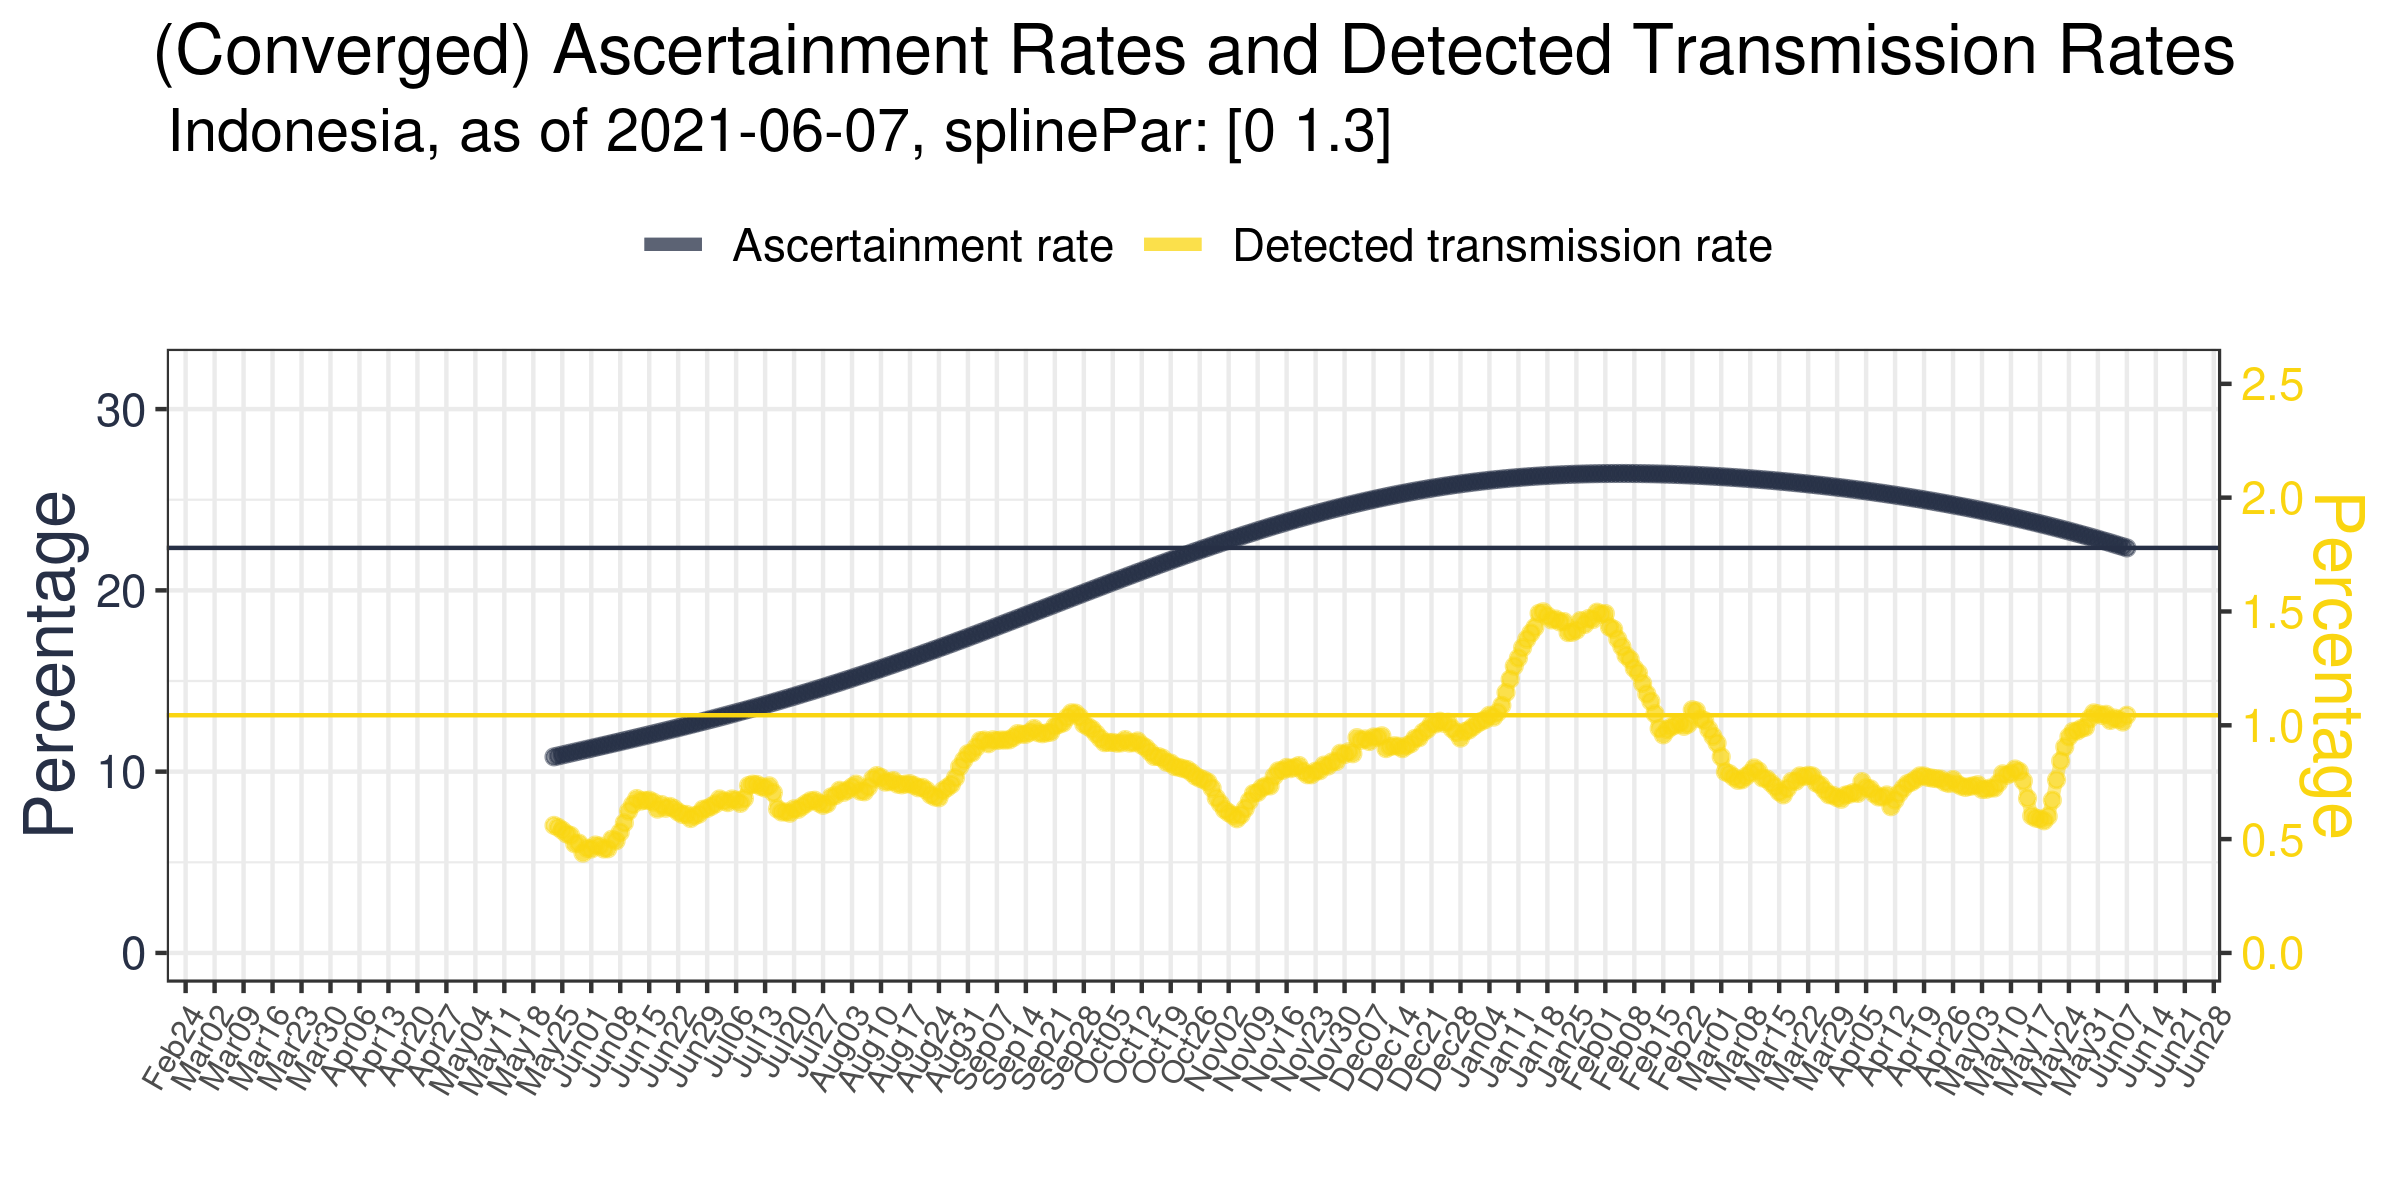 (Converged) Ascertainment Rates and Detected Transmission Rates
Indonesia, as of 2021-06-07, splinePar: [0 1.3]
Ascertainment rate Detected transmission rate
Percentage
30
20
10
0
2.5
2.0
1.5
1.0
0.5
0.0
Percentage
Feb24 Mar02 Mar09 Mar16 Mar23 Mar30 Apr06 Apr13 Apr20 Apr27 May04 May11 May18 May25 Jun01 Jun08 Jun15 Jun22 Jun29 Jul06 Jul13 Jul20 Jul27 Aug03 Aug10 Aug17 Aug24 Aug31 Sep07 Sep14 Sep21 Sep28 Oct05 Oct12 Oct19 Oct26 Nov02 Nov09 Nov16 Nov23 Nov30 Dec07 Dec14 Dec21 Dec28 Jan04 Jan11 Jan18 Jan25 Feb01 Feb08 Feb15 Feb22 Mar01 Mar08 Mar15 Mar22 Mar29 Apr05 Apr12 Apr19 Apr26 May03 May10 May17 May24 May31 Jun07 Jun14 Jun21 Jun28